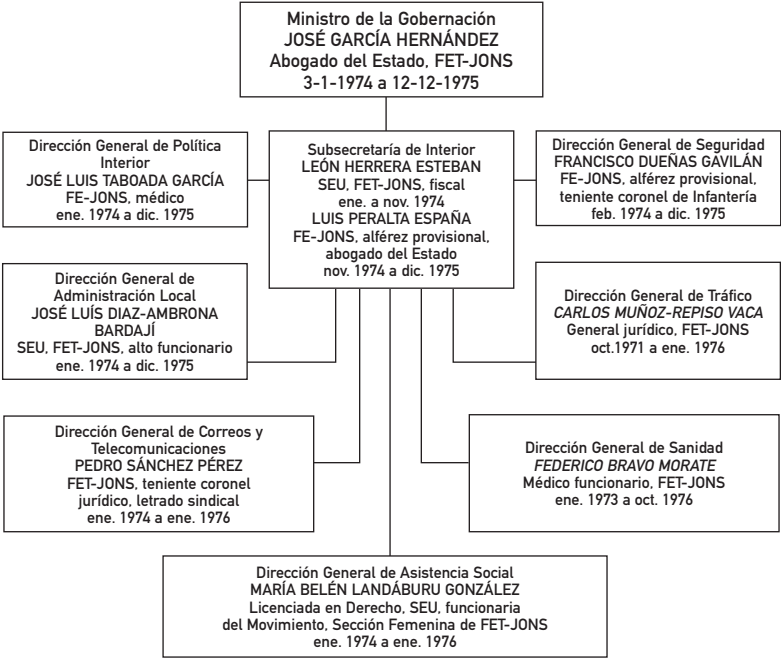 Ministro de la Gobernación
JOSÉ GARCÍA HERNÁNDEZ
Abogado del Estado, FET-JONS
3-1-1974 a 12-12-1975
Dirección General de Política
Interior
JOSÉ LUIS TABOADA GARCÍA
FE-JONS, médico
ene. 1974 a dic. 1975
Subsecretaría de Interior
LEÓN HERRERA ESTEBAN
SEU, FET-JONS, fiscal
ene. a nov. 1974
LUIS PERALTA ESPAÑA
FE-JONS, alférez provisional,
abogado del Estado
nov. 1974 a dic. 1975
Dirección General de Seguridad
FRANCISCO DUEÑAS GAVILÁN
FE-JONS, alférez provisional,
teniente coronel de Infantería
feb. 1974 a dic. 1975
Dirección General de
Administración Local
JOSÉ LUÍS DIAZ-AMBRONA
BARDAJÍ
SEU, FET-JONS, alto funcionario
ene. 1974 a dic. 1975
Dirección General de Tráfico
CARLOS MUÑOZ-REPISO VACA
General jurídico, FET-JONS
oct.1971 a ene. 1976
Dirección General de Correos y
Telecomunicaciones
PEDRO SÁNCHEZ PÉREZ
FET-JONS, teniente coronel
jurídico, letrado sindical
ene. 1974 a ene. 1976
Dirección General de Sanidad
FEDERICO BRAVO MORATE
Médico funcionario, FET-JONS
ene. 1973 a oct. 1976
Dirección General de Asistencia Social
MARÍA BELÉN LANDÁBURU GONZÁLEZ
Licenciada en Derecho, SEU, funcionaria
del Movimiento, Sección Femenina de FET-JONS
ene. 1974 a ene. 1976